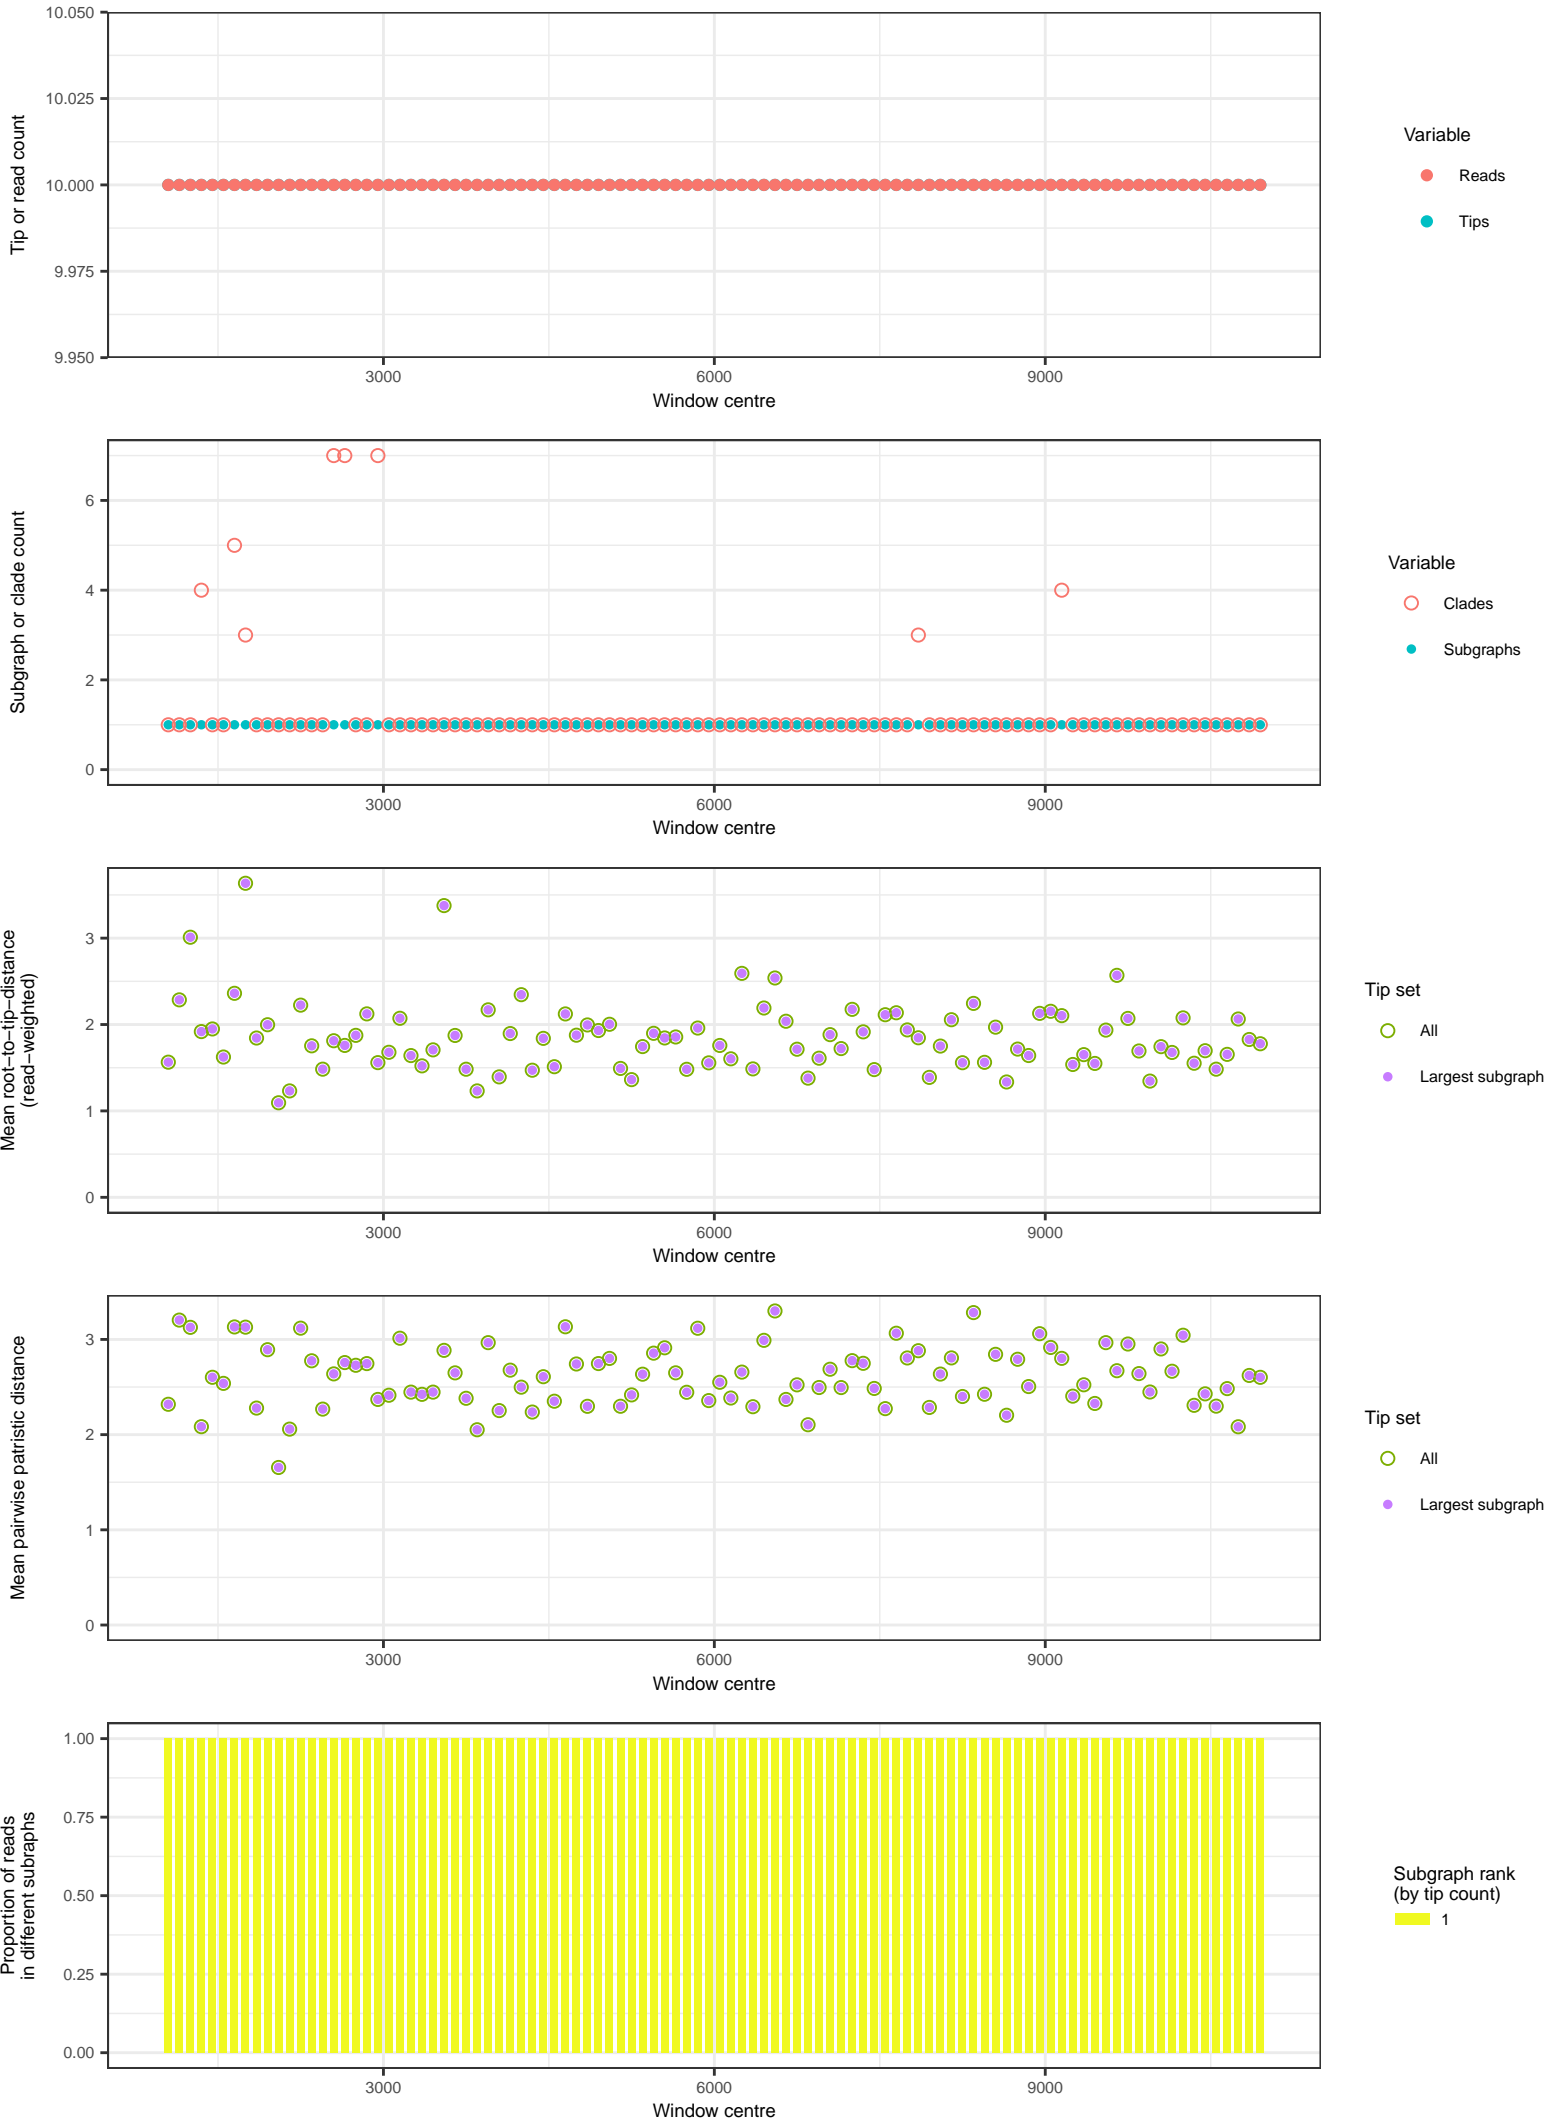 10.050
10.025
10.000
9.975
9.950
Tip or read count
3000 6000 9000
Window centre
Variable
Reads
Tips
6
4
2
0
Subgraph or clade count
3000 6000 9000
Window centre
Variable
Clades
Subgraphs
3
2
1
0
Mean root−to−tip−distance
(read−weighted)
3000 6000 9000
Window centre
Tip set
All
Largest subgraph
3
2
1
0
Mean pairwise patristic distance
3000 6000 9000
Window centre
Tip set
All
Largest subgraph
1.00
0.75
0.50
0.25
0.00
Proportion of reads
in different subraphs
3000 6000 9000
Window centre
Subgraph rank
(by tip count)
1